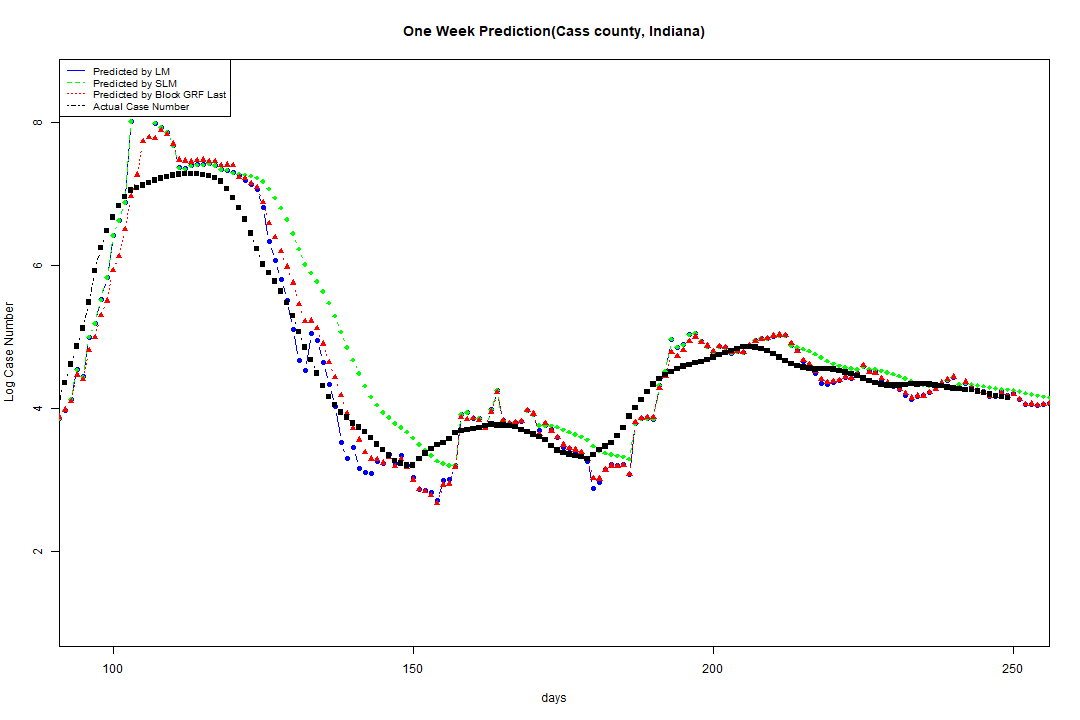 One Week Prediction(Cass county, Indiana)
Predicted by LM
Predicted by SLM
Predicted by Block GRF Last
Actual Case Number
8
6
4
2
Log Case Number
100
150
200
250
days